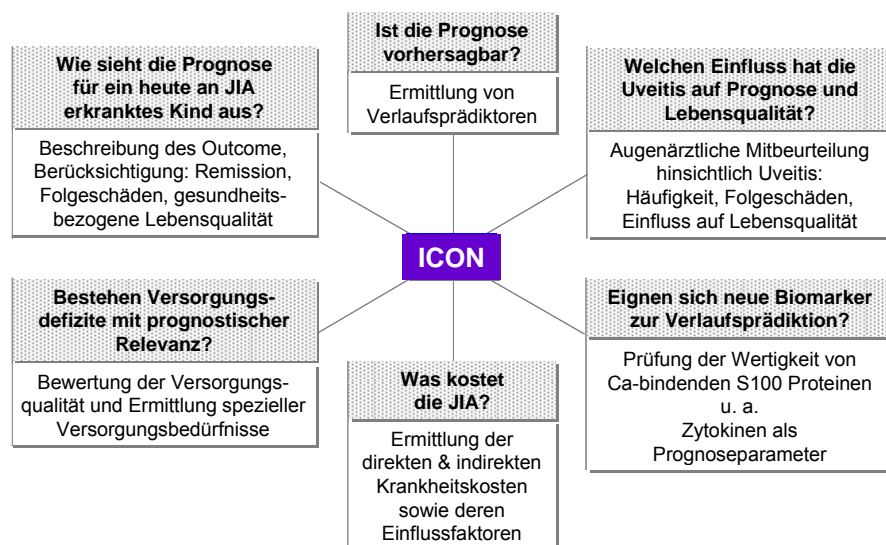 Wie sieht die Prognose
für ein heute an JIA
erkranktes Kind aus?
Beschreibung des Outcome,
Berücksichtigung: Remission,
Folgeschäden, gesundheits-
bezogene Lebensqualität
Ist die Prognose
vorhersagbar?
Ermittlung von
Verlaufsprädiktoren
Welchen Einfluss hat die
Uveitis auf Prognose und
Lebensqualität?
Augenärztliche Mitbeurteilung
hinsichtlich Uveitis:
Häufigkeit, Folgeschäden,
Einfluss auf Lebensqualität
ICON
Bestehen Versorgungs-
defizite mit prognostischer
Relevanz?
Bewertung der Versorgungs-
qualität und Ermittlung spezieller
Versorgungsbedürfnisse
Was kostet
die JIA?
Ermittlung der
direkten & indirekten
Krankheitskosten
sowie deren
Einflussfaktoren
Eignen sich neue Biomarker
zur Verlaufsprädiktion?
Prüfung der Wertigkeit von
Ca-bindenden S100 Proteinen
u. a.
Zytokinen als
Prognoseparameter